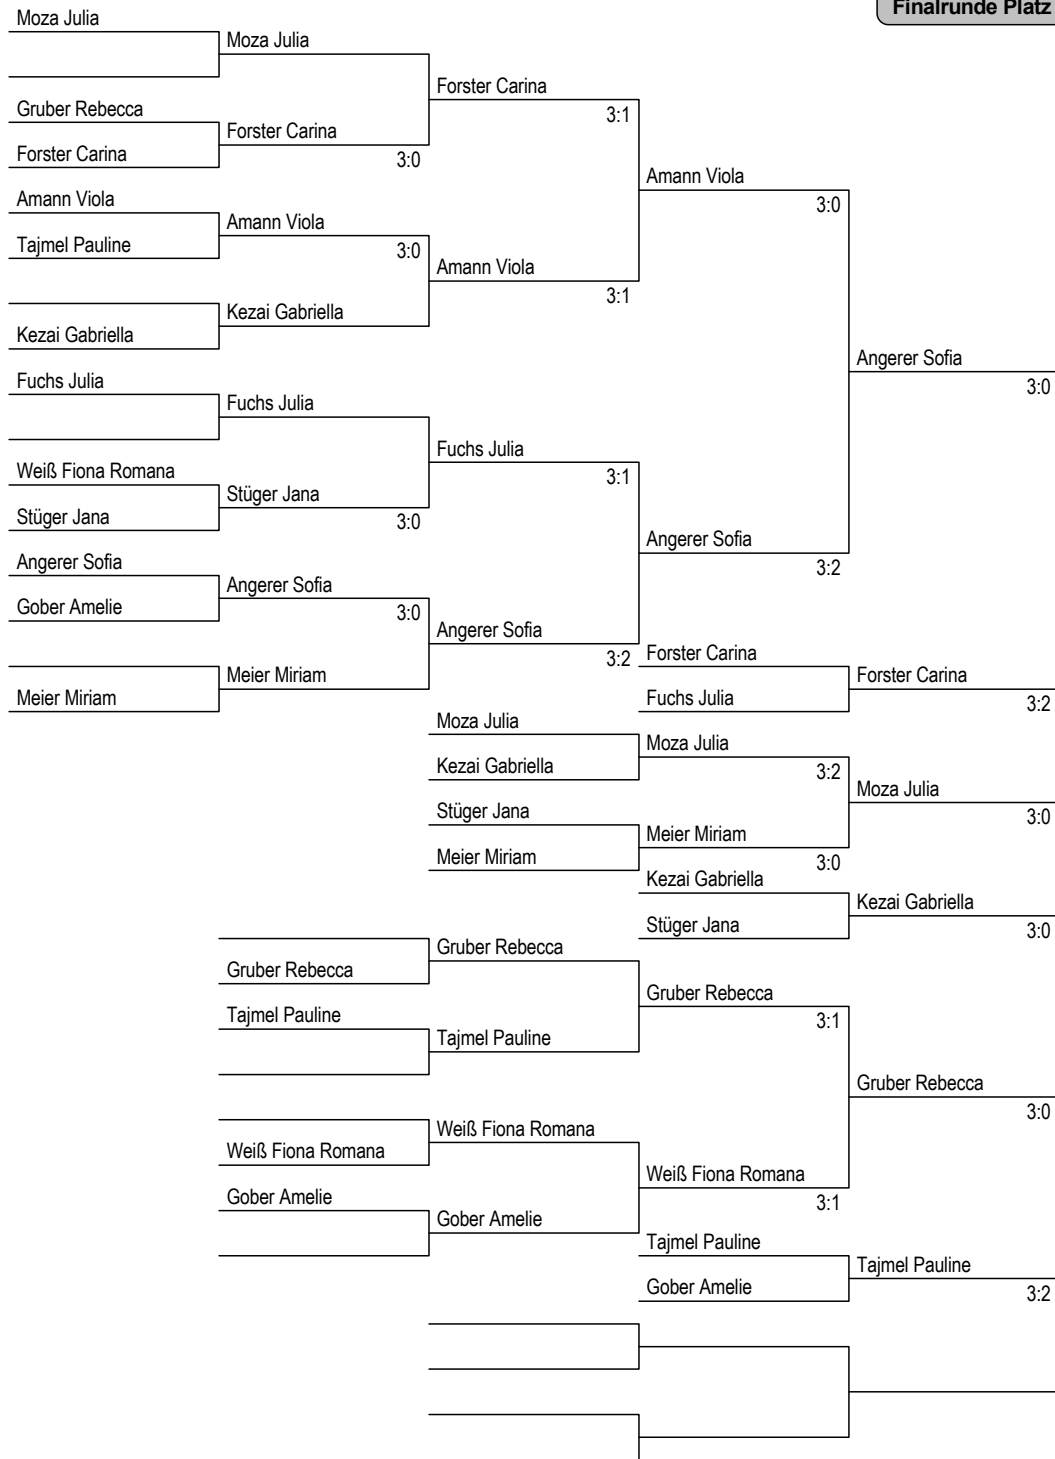 Finalrunde Platz
Moza Julia
Moza Julia
Forster Carina
3:1
Gruber Rebecca
Forster Carina
3:0
Forster Carina
Amann Viola
3:0
Amann Viola
Amann Viola
3:0
Tajmel Pauline
Amann Viola
3:1
Kezai Gabriella
Kezai Gabriella
Angerer Sofia
3:0
Fuchs Julia
Fuchs Julia
Fuchs Julia
3:1
Weiß Fiona Romana
Stüger Jana
3:0
Stüger Jana
Angerer Sofia
3:2
Angerer Sofia
Angerer Sofia
3:0
Gober Amelie
Angerer Sofia
3:2
Forster Carina
Meier Miriam
Forster Carina
3:2
Meier Miriam
Fuchs Julia
Moza Julia
Moza Julia
3:2
Kezai Gabriella
Moza Julia
3:0
Stüger Jana
Meier Miriam
3:0
Meier Miriam
Kezai Gabriella
Kezai Gabriella
3:0
Stüger Jana
Gruber Rebecca
Gruber Rebecca
Gruber Rebecca
3:1
Tajmel Pauline
Tajmel Pauline
Gruber Rebecca
3:0
Weiß Fiona Romana
Weiß Fiona Romana
Weiß Fiona Romana
3:1
Gober Amelie
Gober Amelie
Tajmel Pauline
Tajmel Pauline
3:2
Gober Amelie